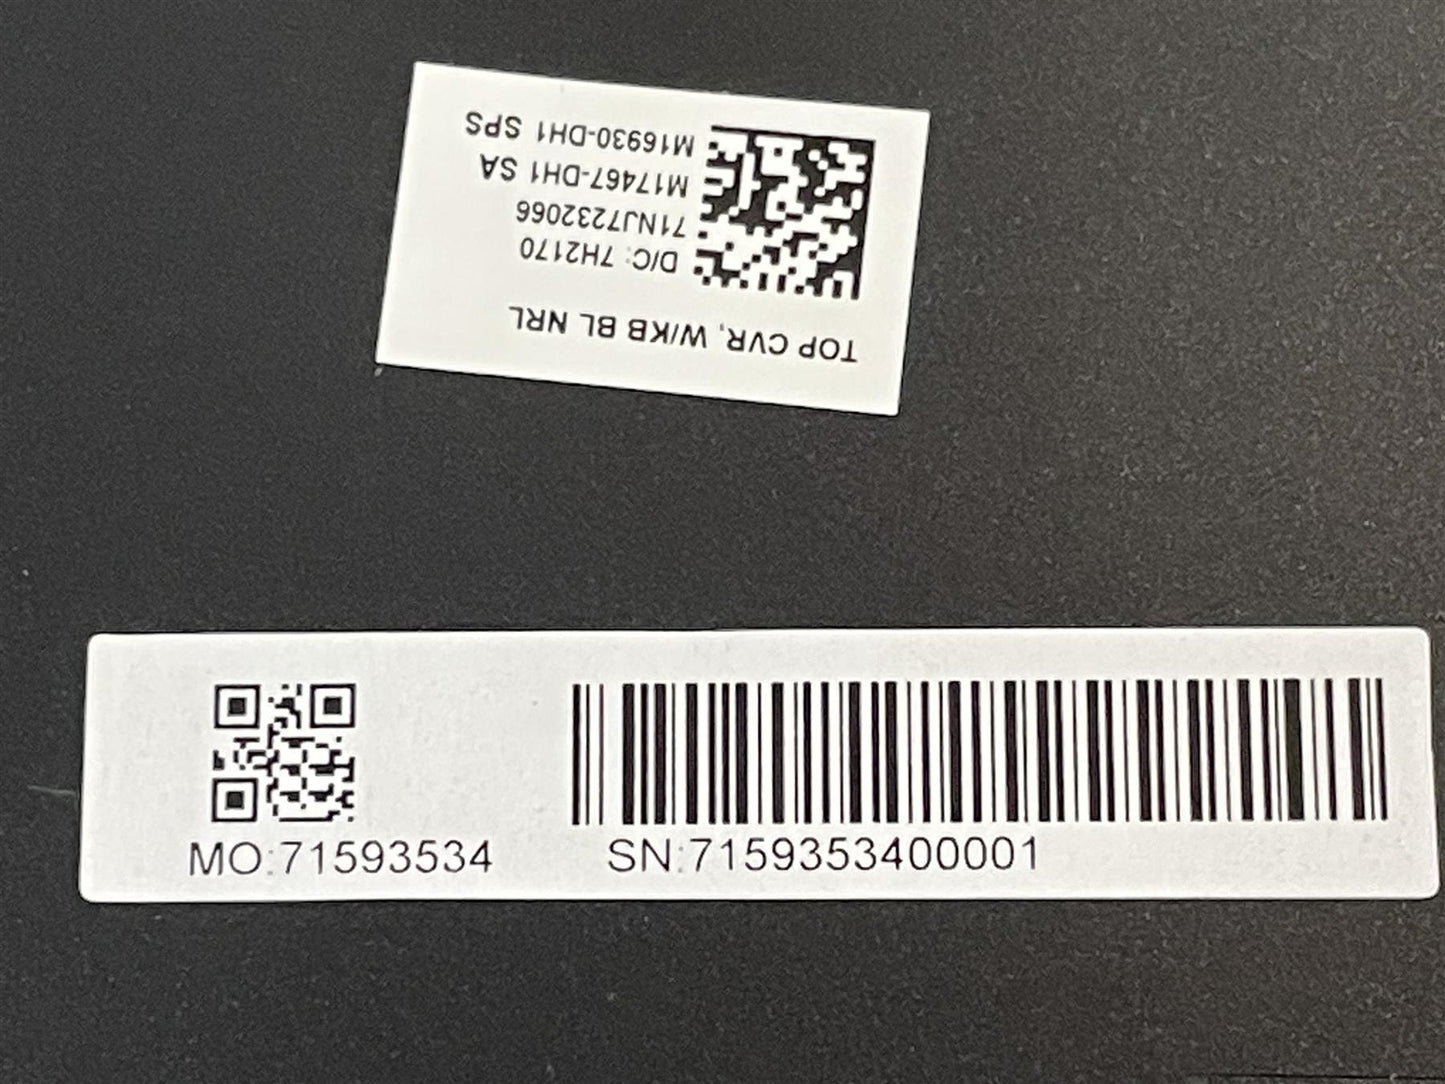 TOP CVR, W/KB BL NRL
D/C: 7H2170
71NJ7232066
M17467-DH1 SA
M16930-DH1 SPS
MO:71593534
SN:7159353400001